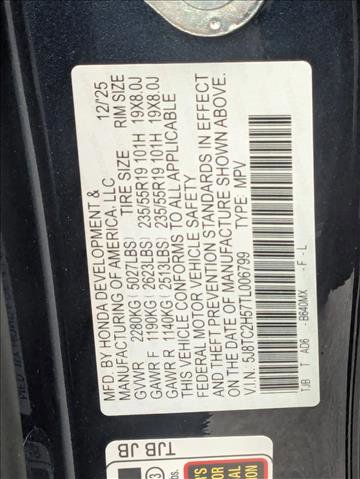 MFD. BY HONDA DEVELOPMENT & 12/'25
MANUFACTURING OF AMERICA, LLC
TIRE SIZE RIM SIZE
GVWR 2280KG (5027LBS)
GAWR F 1190KG (2623LBS) 235/55R19 101H 19X8.0J
GAWR R 1140KG (2513LBS) 235/55R19 101H 19X8.0J
THIS VEHICLE CONFORMS TO ALL APPLICABLE
FEDERAL MOTOR VEHICLE SAFETY
AND THEFT PREVENTION STANDARDS IN EFFECT
ON THE DATE OF MANUFACTURE SHOWN ABOVE.
V.I.N. 5J8TC2H57TL006799 TYPE: MPV
TJB T AD6 - B640MX - F - L
TJB JB